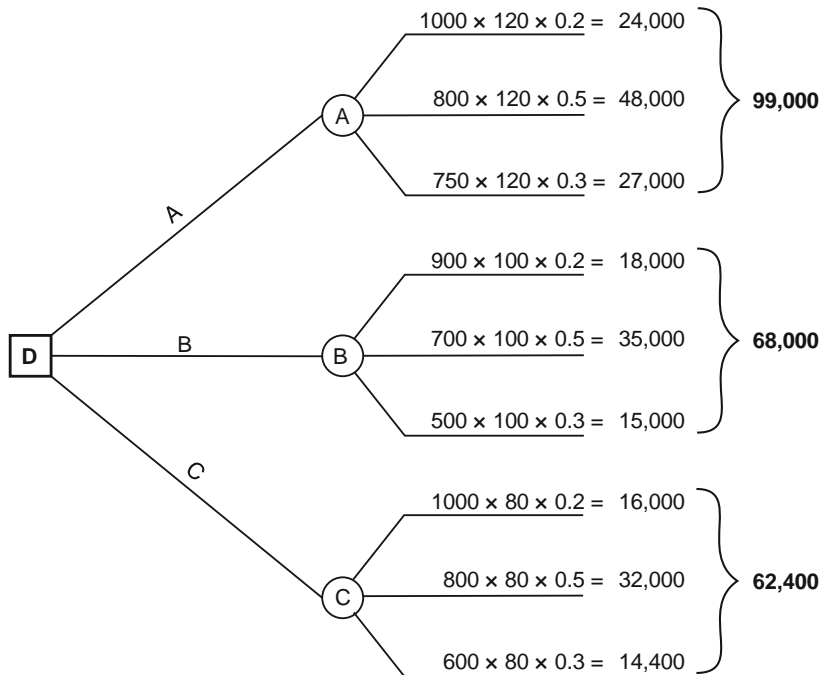 1000 × 120 × 0.2 = 24,000
A
800 × 120 × 0.5 = 48,000
99,000
750 × 120 × 0.3 = 27,000
A
900 × 100 × 0.2 = 18,000
D
B
B
700 × 100 × 0.5 = 35,000
68,000
500 × 100 × 0.3 = 15,000
C
1000 × 80 × 0.2 = 16,000
C
800 × 80 × 0.5 = 32,000
62,400
600 × 80 × 0.3 = 14,400